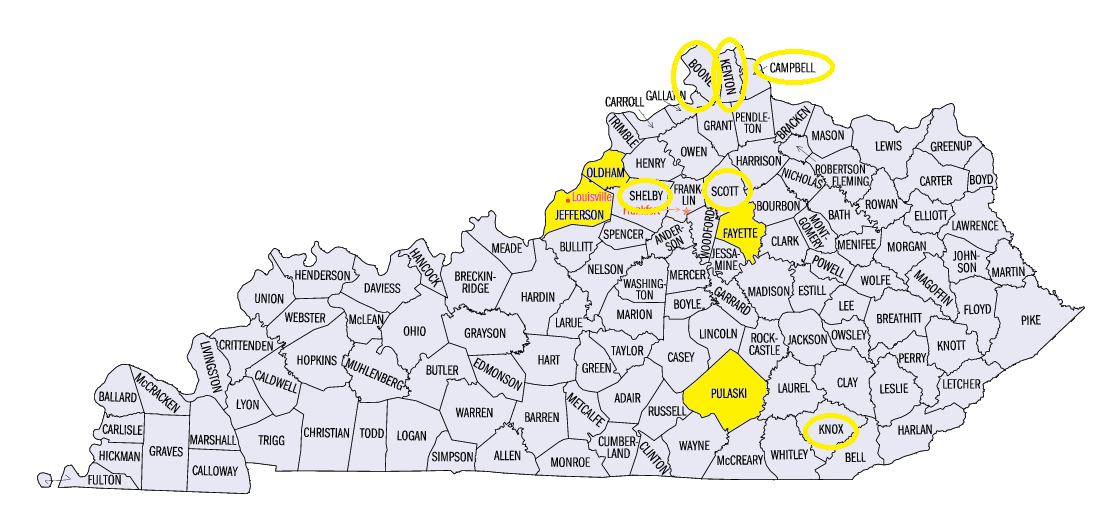 BOONE
KENTON
CAMPBELL
CARROLL
GALLATIN
TRIMBLE
GRANT
PENDLE-
TON
BRACKEN
MASON
LEWIS
GREENUP
OWEN
HENRY
HARRISON
ROBERTSON
FLEMING
NICHOLAS
CARTER
BOYD
OLDHAM
SHELBY
FRANK
LIN
SCOTT
BOURBON
BATH
ROWAN
ELLIOTT
LAWRENCE
Louisville
JEFFERSON
Frankfort
SPENCER
ANDER-
SON
WOODFORD
FAYETTE
CLARK
MONT-
GOMERY
MENIFEE
MORGAN
JOHN-
SON
MARTIN
BULLITT
MEADE
HANCOCK
BRECKIN-
RIDGE
NELSON
WASHING-
TON
MERCER
JESSA-
MINE
GARRARD
MADISON
ESTILL
POWELL
WOLFE
MAGOFFIN
FLOYD
PIKE
HENDERSON
DAVIESS
UNION
WEBSTER
McLEAN
OHIO
GRAYSON
HARDIN
LARUE
MARION
BOYLE
LINCOLN
ROCK-
CASTLE
JACKSON
LEE
OWSLEY
BREATHITT
KNOTT
PERRY
LETCHER
LESLIE
CLAY
LAUREL
PULASKI
CASEY
TAYLOR
GREEN
HART
EDMONSON
BUTLER
MUHLENBERG
HOPKINS
CRITTENDEN
LIVINGSTON
CALDWELL
LYON
McCRACKEN
BALLARD
CARLISLE
HICKMAN
FULTON
GRAVES
MARSHALL
CALLOWAY
TRIGG
CHRISTIAN
TODD
LOGAN
SIMPSON
WARREN
ALLEN
BARREN
METCALFE
MONROE
ADAIR
CUMBER-
LAND
RUSSELL
CLINTON
WAYNE
McCREARY
WHITLEY
KNOX
BELL
HARLAN